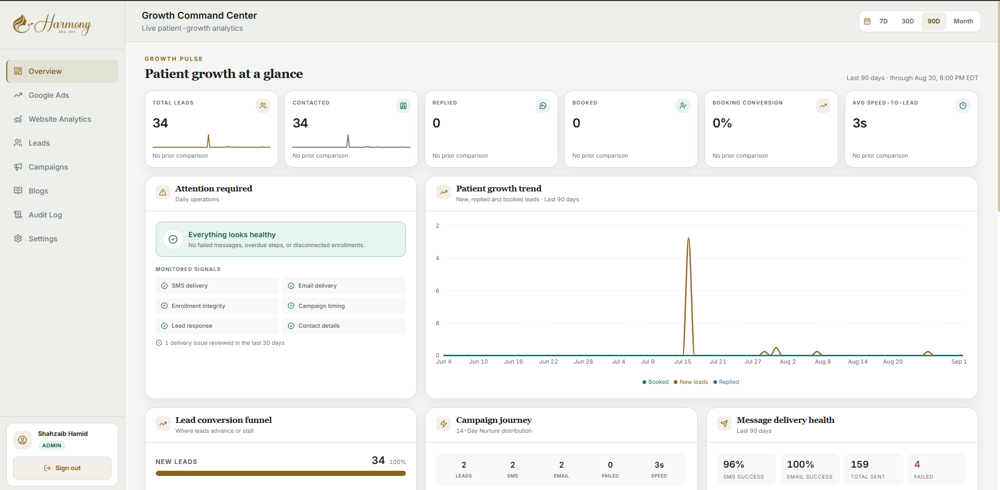 Harmony
MED SPA
Growth Command Center
Live patient-growth analytics
7D 30D 90D Month
Overview
Google Ads
Website Analytics
Leads
Campaigns
Blogs
Audit Log
Settings
Shahzaib Hamid
ADMIN
Sign out
GROWTH PULSE
Patient growth at a glance
Last 90 days · through Aug 30, 8:00 PM EDT
TOTAL LEADS
34
No prior comparison
CONTACTED
34
No prior comparison
REPLIED
0
No prior comparison
BOOKED
0
No prior comparison
BOOKING CONVERSION
0%
No prior comparison
AVG SPEED-TO-LEAD
3s
No prior comparison
Attention required
Daily operations
Everything looks healthy
No failed messages, overdue steps, or disconnected enrollments.
MONITORED SIGNALS
SMS delivery
Email delivery
Enrollment integrity
Campaign timing
Lead response
Contact details
1 delivery issue reviewed in the last 30 days
Patient growth trend
New, replied and booked leads · Last 90 days
2
4
6
8
0
Jun 4 Jun 10 Jun 16 Jun 22 Jun 28 Jul 4 Jul 9 Jul 15 Jul 21 Jul 27 Aug 2 Aug 8 Aug 14 Aug 20 Sep 1
Booked New leads Replied
Lead conversion funnel
Where leads advance or stall
NEW LEADS 34 100%
Campaign journey
14-Day Nurture distribution
2 2 2 0 3s
LEADS SMS EMAIL FAILED SPEED
Message delivery health
Last 90 days
96% 100% 159 4
SMS SUCCESS EMAIL SUCCESS TOTAL SENT FAILED